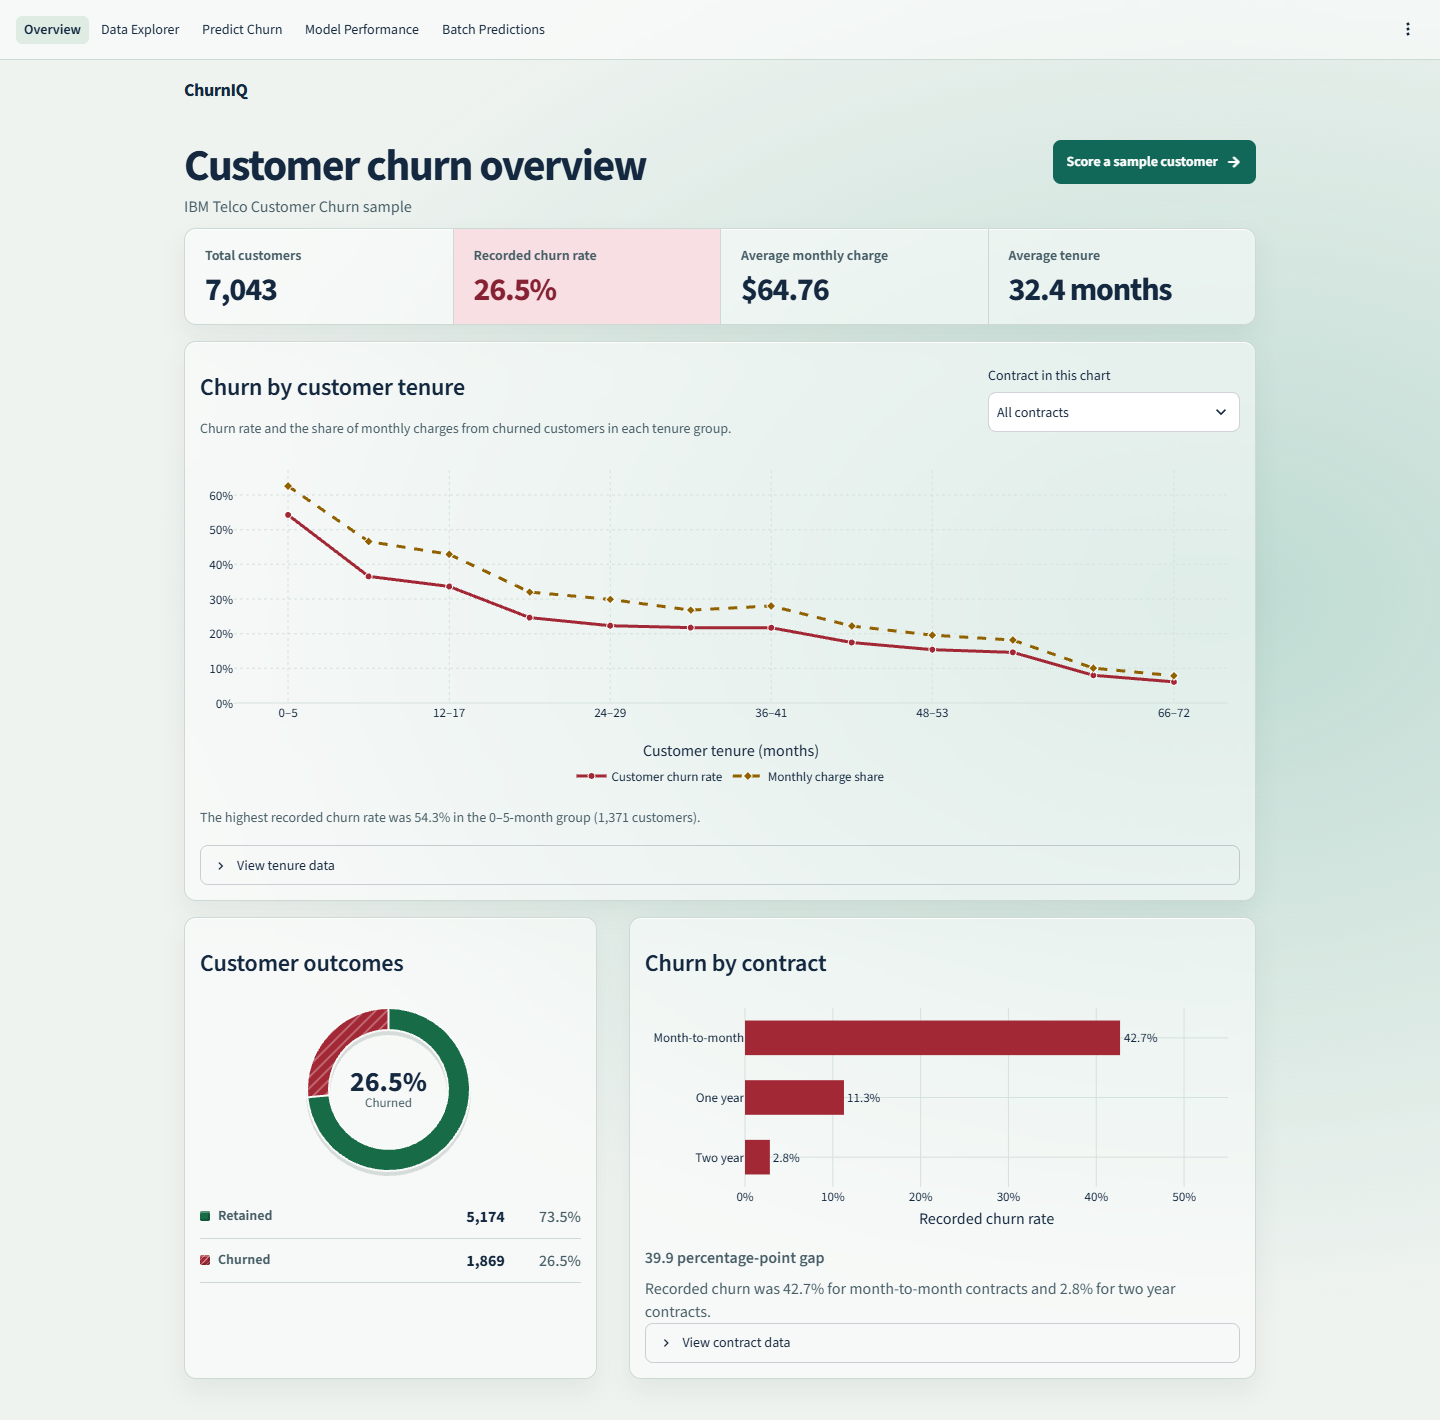 Overview Data Explorer Predict Churn Model Performance Batch Predictions
ChurnIQ
Customer churn overview
Score a sample customer →
IBM Telco Customer Churn sample
Total customers
7,043
Recorded churn rate
26.5%
Average monthly charge
$64.76
Average tenure
32.4 months
Churn by customer tenure
Contract in this chart
All contracts
Churn rate and the share of monthly charges from churned customers in each tenure group.
60%
50%
40%
30%
20%
10%
0%
0–5 12–17 24–29 36–41 48–53 66–72
Customer tenure (months)
Customer churn rate Monthly charge share
The highest recorded churn rate was 54.3% in the 0–5-month group (1,371 customers).
View tenure data
Customer outcomes
26.5%
Churned
Retained 5,174 73.5%
Churned 1,869 26.5%
Churn by contract
Month-to-month 42.7%
One year 11.3%
Two year 2.8%
0% 10% 20% 30% 40% 50%
Recorded churn rate
39.9 percentage-point gap
Recorded churn was 42.7% for month-to-month contracts and 2.8% for two year
contracts.
View contract data